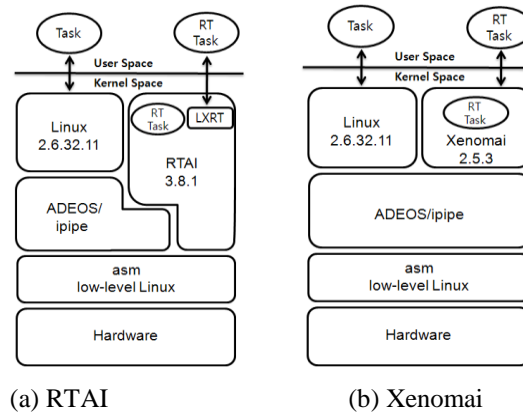 Task
RT
Task
User Space
Kernel Space
Linux
2.6.32.11
RT
Task
LXRT
RTAI
3.8.1
ADEOS/
ipipe
asm
low-level Linux
Hardware
(a) RTAI
Task
RT
Task
User Space
Kernel Space
Linux
2.6.32.11
RT
Task
Xenomai
2.5.3
ADEOS/ipipe
asm
low-level Linux
Hardware
(b) Xenomai